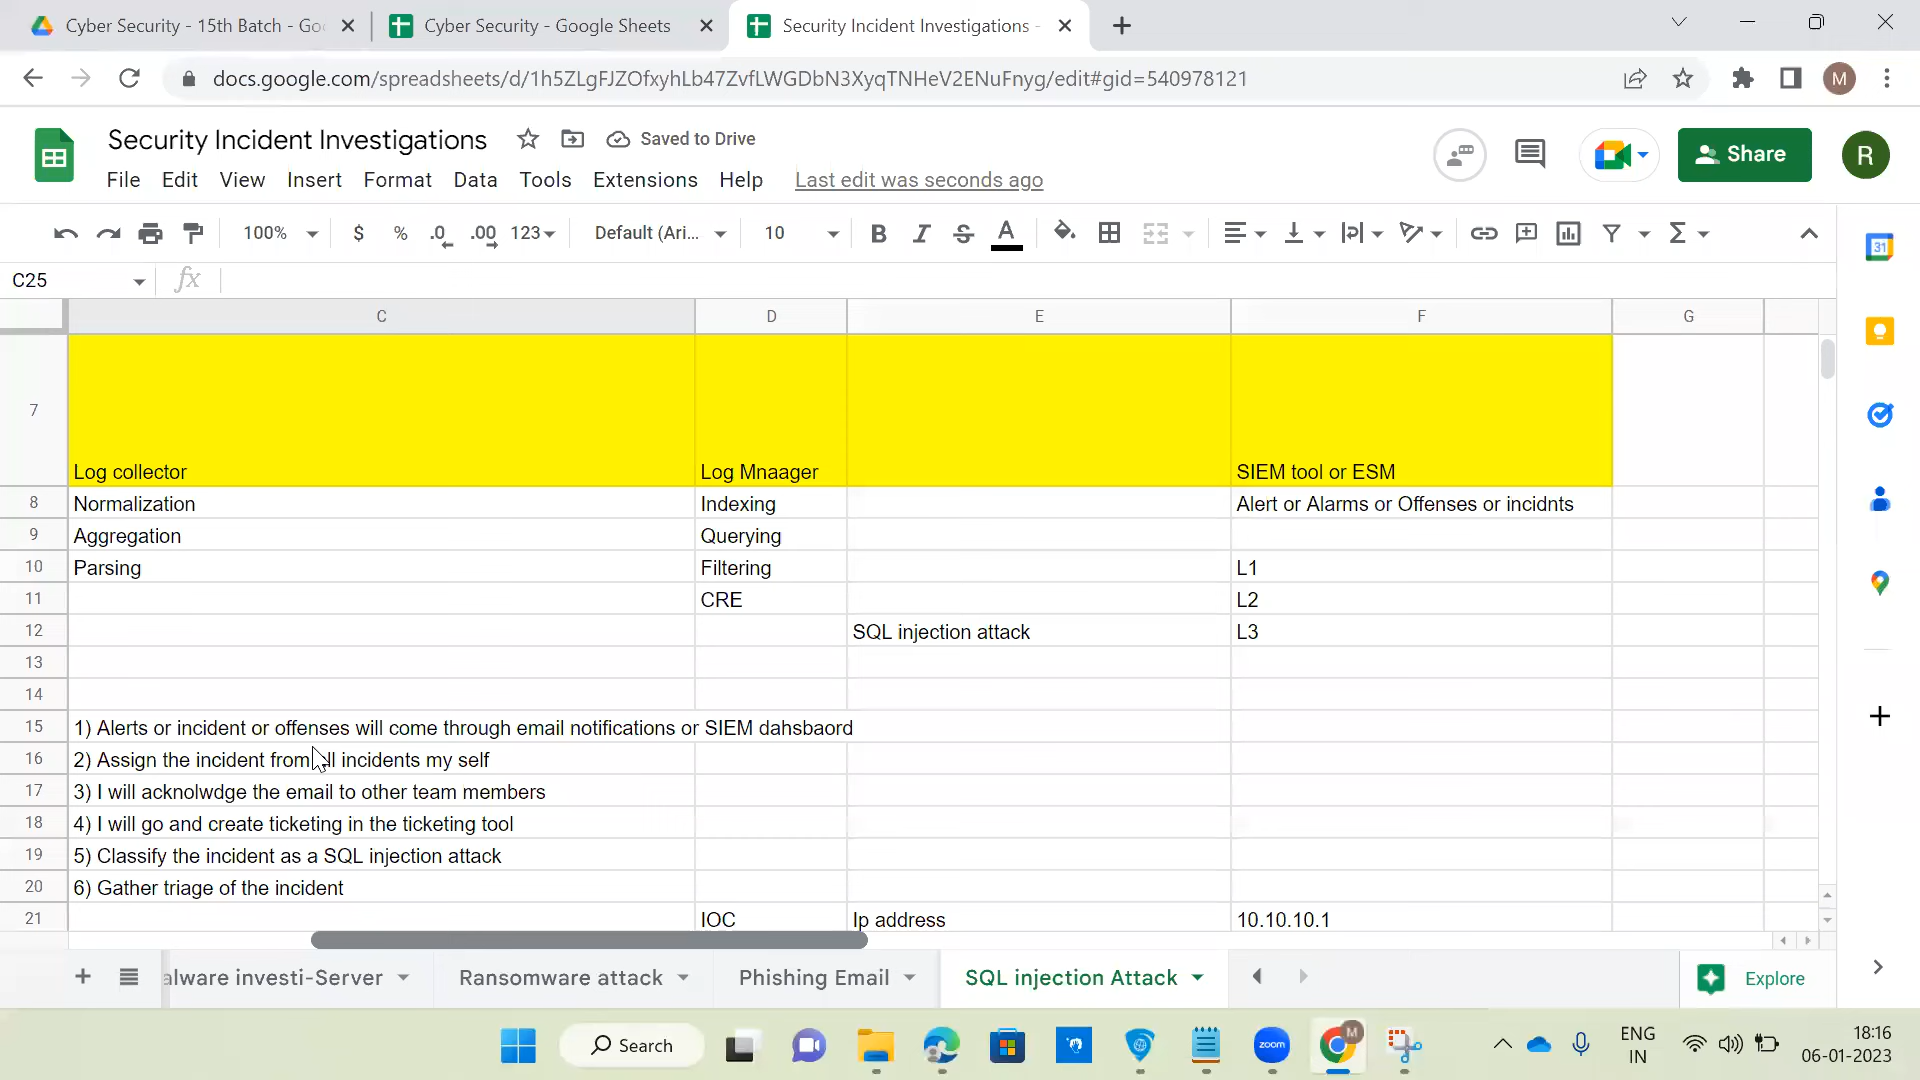 Cyber Security - 15th Batch - Go
Cyber Security - Google Sheets
Security Incident Investigations -
docs.google.com/spreadsheets/d/1h5ZLgFJZOfxyhLb47ZvfLWGDbN3XyqTNHeV2ENuFnyg/edit#gid=540978121
M
Security Incident Investigations
Saved to Drive
Share
R
File Edit View Insert Format Data Tools Extensions Help Last edit was seconds ago
100% $ % .0 .00 123 Default (Ari... 10 B I S A Σ
31
C25 fx
C D E F G
7 Log collector Log Mnaager SIEM tool or ESM
8 Normalization Indexing Alert or Alarms or Offenses or incidnts
9 Aggregation Querying
10 Parsing Filtering L1
11 CRE L2
12 SQL injection attack L3
13
14
15 1) Alerts or incident or offenses will come through email notifications or SIEM dahsbaord
16 2) Assign the incident from all incidents my self
17 3) I will acknolwdge the email to other team members
18 4) I will go and create ticketing in the ticketing tool
19 5) Classify the incident as a SQL injection attack
20 6) Gather triage of the incident
21 IOC Ip address 10.10.10.1
alware investi-Server Ransomware attack Phishing Email SQL injection Attack Explore
Search
zoom
M
ENG
IN
18:16
06-01-2023